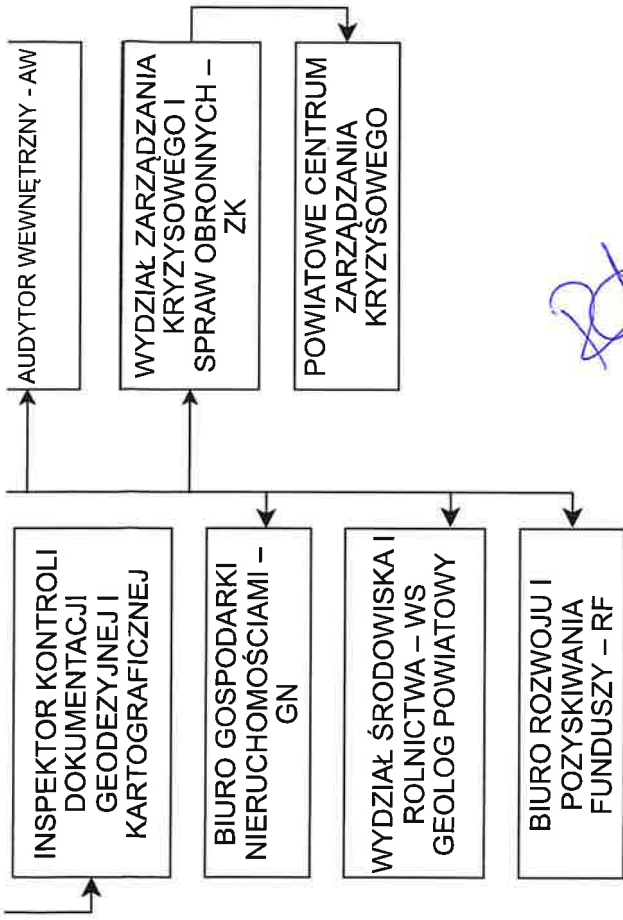 AUDYTOR WEWNĘTRZNY - AW
WYDZIAŁ ZARZĄDZANIA
KRYZYSOWEGO I
SPRAW OBRONNYCH –
ZK
POWIATOWE CENTRUM
ZARZĄDZANIA
KRYZYSOWEGO
INSPEKTOR KONTROLI
DOKUMENTACJI
GEODEZYJNEJ I
KARTOGRAFICZNEJ
BIURO GOSPODARKI
NIERUCHOMOŚCIAMI –
GN
WYDZIAŁ ŚRODOWISKA I
ROLNICTWA – WS
GEOLOG POWIATOWY
BIURO ROZWOJU I
POZYSKIWANIA
FUNDUSZY – RF